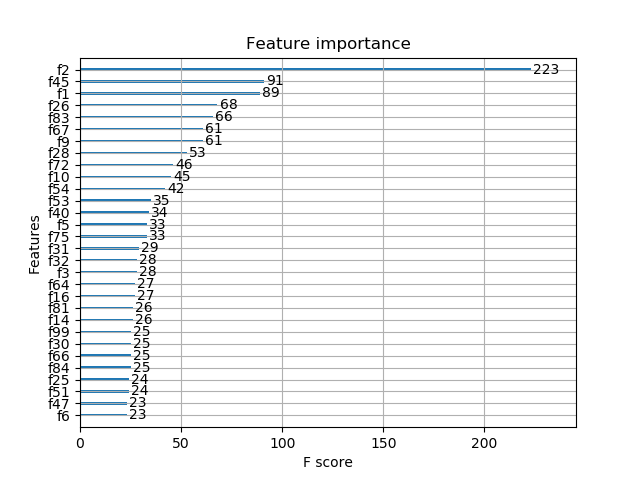 Feature importance
Features
f2 223
f45 91
f1 89
f26 68
f83 66
f67 61
f9 61
f28 53
f72 46
f10 45
f54 42
f53 35
f40 34
f5 33
f75 33
f31 29
f32 28
f3 28
f64 27
f16 27
f81 26
f14 26
f99 25
f30 25
f66 25
f84 25
f25 24
f51 24
f47 23
f6 23
0 50 100 150 200
F score